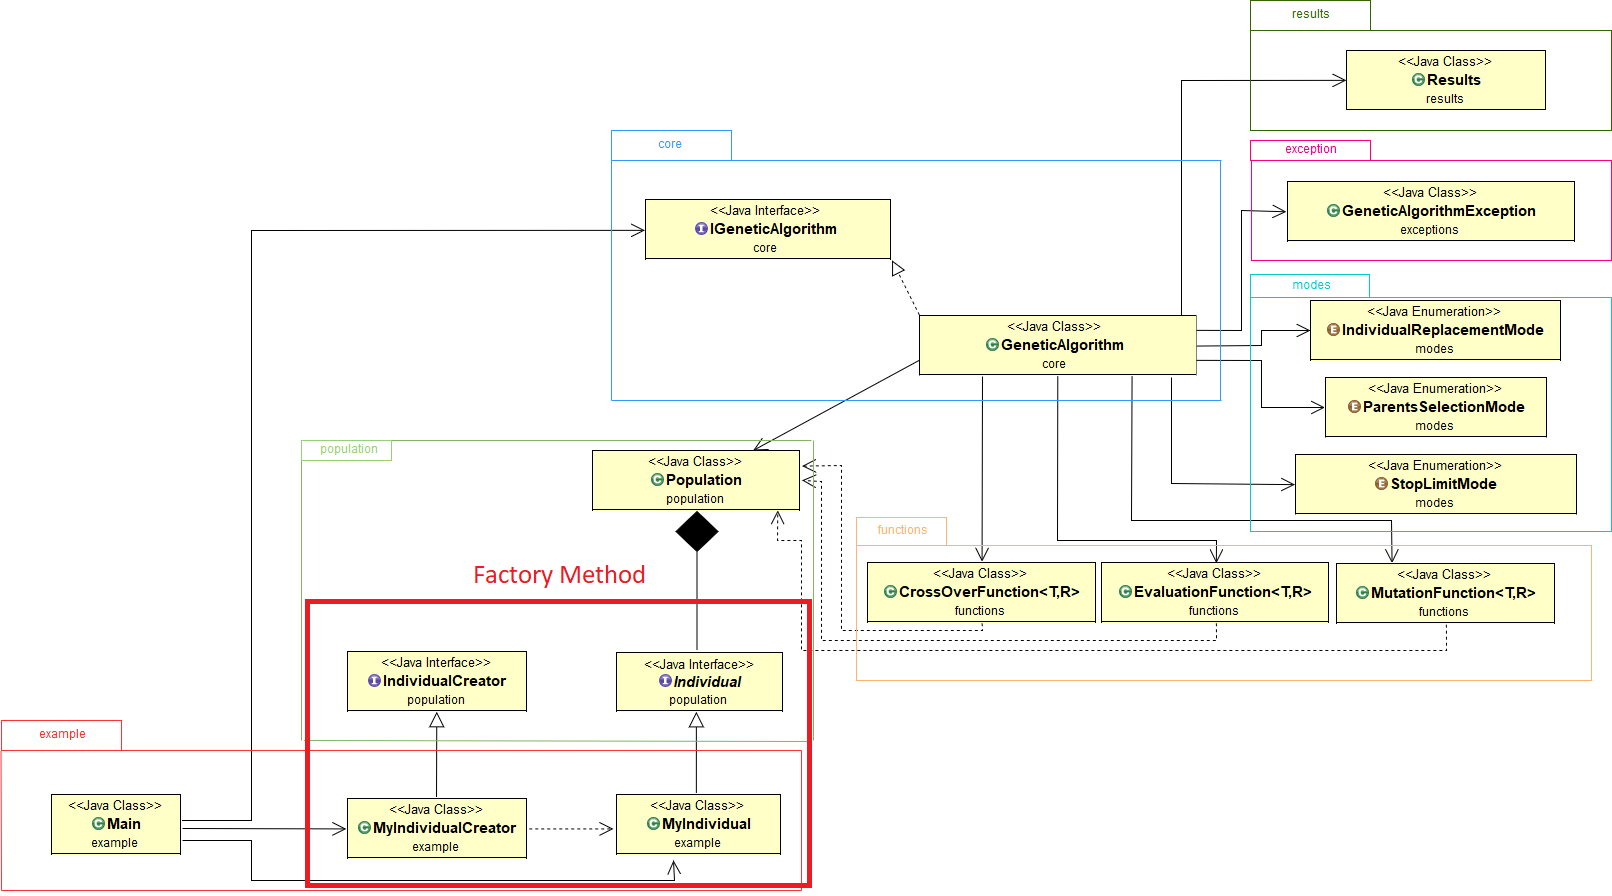 results
<<Java Class>>
Results
results
exception
<<Java Class>>
GeneticAlgorithmException
exceptions
core
<<Java Interface>>
IGeneticAlgorithm
core
<<Java Class>>
GeneticAlgorithm
core
modes
<<Java Enumeration>>
IndividualReplacementMode
modes
<<Java Enumeration>>
ParentsSelectionMode
modes
<<Java Enumeration>>
StopLimitMode
modes
population
<<Java Class>>
Population
population
functions
<<Java Class>>
CrossOverFunction<T,R>
functions
<<Java Class>>
EvaluationFunction<T,R>
functions
<<Java Class>>
MutationFunction<T,R>
functions
Factory Method
<<Java Interface>>
IndividualCreator
population
<<Java Interface>>
Individual
population
example
<<Java Class>>
Main
example
<<Java Class>>
MyIndividualCreator
example
<<Java Class>>
MyIndividual
example